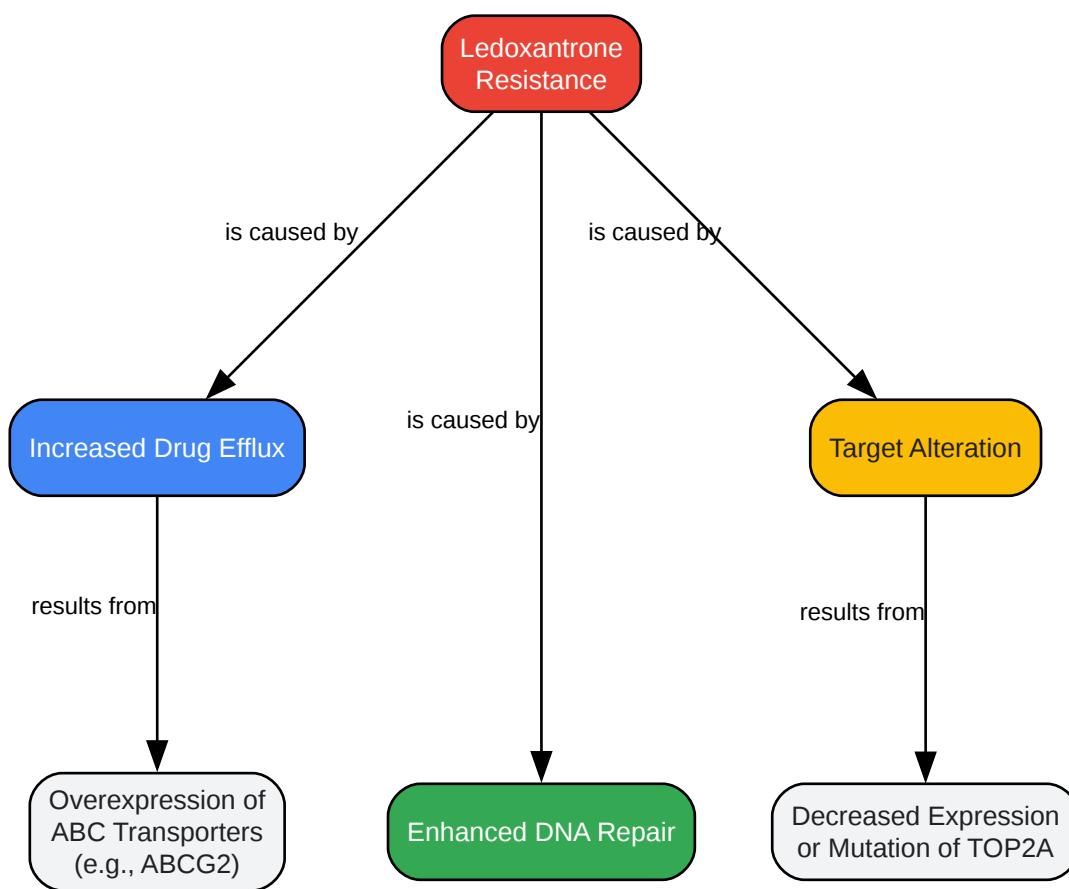 Ledoxantrone
Resistance
is caused by
is caused by
is caused by
Increased Drug Efflux
Target Alteration
results from
results from
Overexpression of
ABC Transporters
(e.g., ABCG2)
Enhanced DNA Repair
Decreased Expression
or Mutation of TOP2A